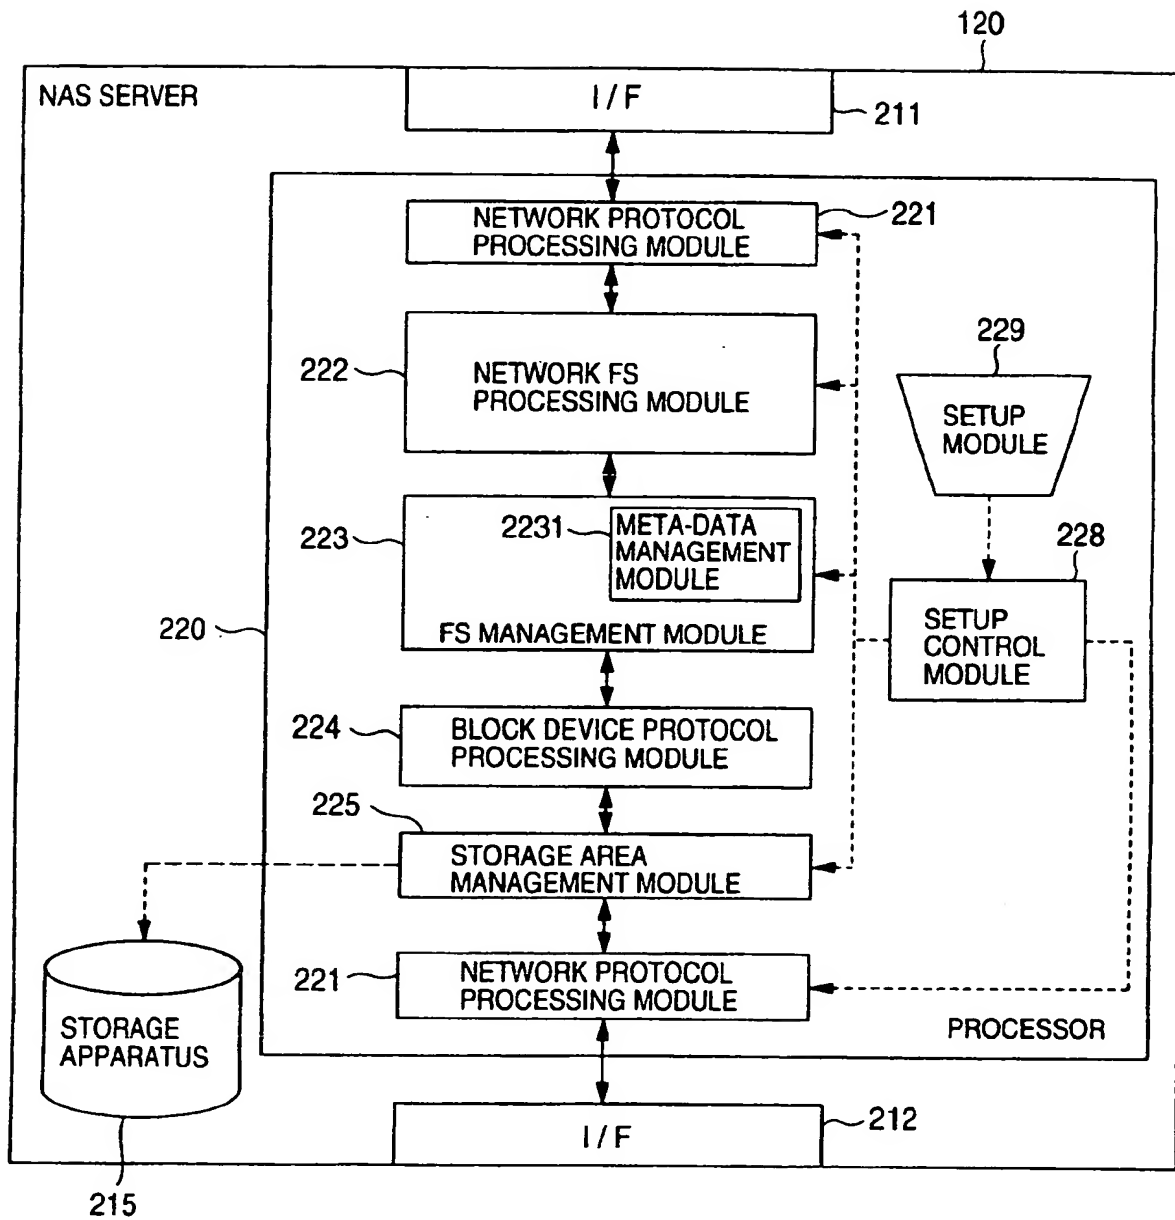 120
NAS SERVER
I / F
211
NETWORK PROTOCOL
PROCESSING MODULE
221
222
NETWORK FS
PROCESSING MODULE
229
SETUP
MODULE
223
2231
META-DATA
MANAGEMENT
MODULE
FS MANAGEMENT MODULE
228
SETUP
CONTROL
MODULE
220
224
BLOCK DEVICE PROTOCOL
PROCESSING MODULE
225
STORAGE AREA
MANAGEMENT MODULE
221
NETWORK PROTOCOL
PROCESSING MODULE
STORAGE
APPARATUS
PROCESSOR
I / F
212
215